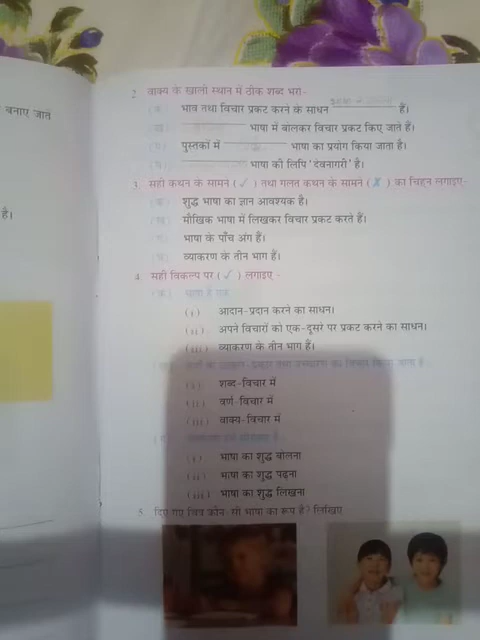 बनाए जाते
है।
2. वाक्य के खाली स्थान में ठीक शब्द भरो-
(क) भाव तथा विचार प्रकट करने के साधन हैं।
(ख) भाषा में बोलकर विचार प्रकट किए जाते हैं।
(ग) पुस्तकों में भाषा का प्रयोग किया जाता है।
(घ) भाषा की लिपि 'देवनागरी' है।
3. सही कथन के सामने (✓) तथा गलत कथन के सामने (✗) का चिह्न लगाइए-
(क) शुद्ध भाषा का ज्ञान आवश्यक है।
(ख) मौखिक भाषा में लिखकर विचार प्रकट करते हैं।
(ग) भाषा के पाँच अंग हैं।
(घ) व्याकरण के तीन भाग हैं।
4. सही विकल्प पर (✓) लगाइए -
(क) भाषा है एक
(i) आदान-प्रदान करने का साधन।
(ii) अपने विचारों को एक-दूसरे पर प्रकट करने का साधन।
(iii) व्याकरण के तीन भाग हैं।
(i) शब्द-विचार में
(ii) वर्ण-विचार में
(iii) वाक्य-विचार में
(i) भाषा का शुद्ध बोलना
(ii) भाषा का शुद्ध पढ़ना
(iii) भाषा का शुद्ध लिखना
5. दिए गए चित्र कौन-सी भाषा का रूप है? लिखिए